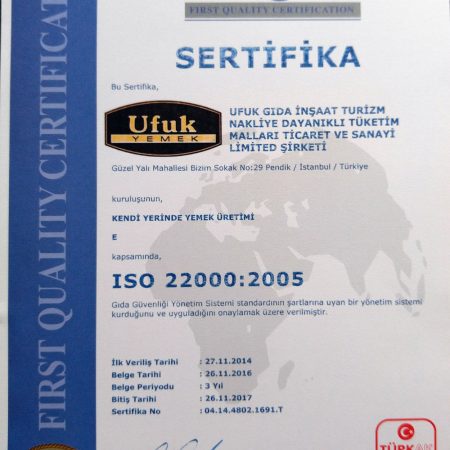 FIRST QUALITY CERTIFICATION
SERTİFİKA
Bu Sertifika,
Ufuk
YEMEK
UFUK GIDA İNŞAAT TURİZM
NAKLİYE DAYANIKLI TÜKETİM
MALLARI TİCARET VE SANAYİ
LİMİTED ŞİRKETİ
Güzel Yalı Mahallesi Bizim Sokak No:29 Pendik / İstanbul / Türkiye
kuruluşunun,
KENDİ YERİNDE YEMEK ÜRETİMİ
E
kapsamında,
ISO 22000:2005
Gıda Güvenliği Yönetim Sistemi standardının şartlarına uyan bir yönetim sistemi
kurduğunu ve uyguladığını onaylamak üzere verilmiştir.
İlk Veriliş Tarihi : 27.11.2014
Belge Tarihi : 26.11.2016
Belge Periyodu : 3 Yıl
Bitiş Tarihi : 26.11.2017
Sertifika No : 04.14.4802.1691.T
FIRST QUALITY CERTIFICAT
TÜRKAK